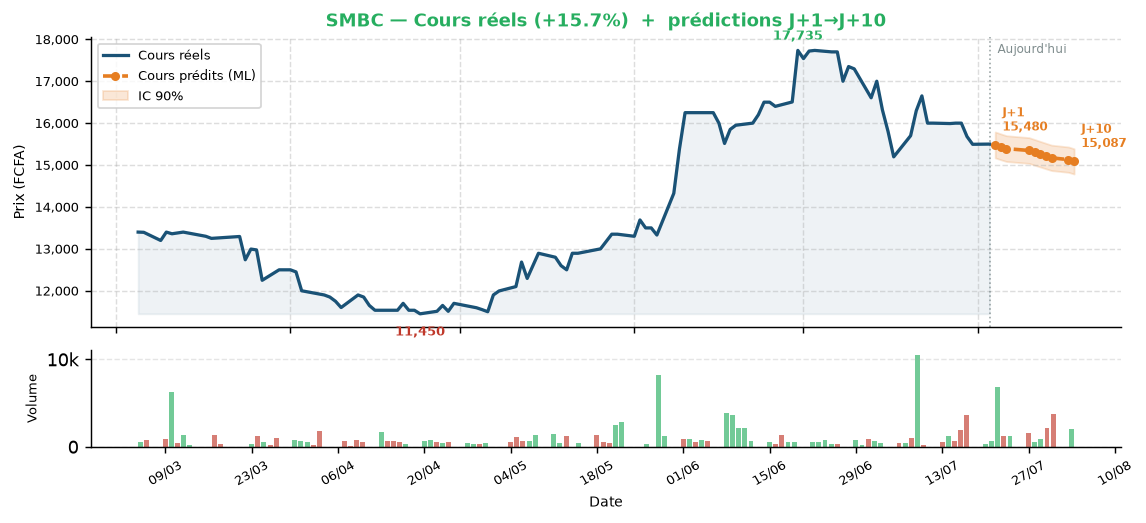 SMBC — Cours réels (+15.7%)  +  prédictions J+1→J+10
17,735
18,000
17,000
16,000
15,000
14,000
13,000
12,000
Prix (FCFA)
Cours réels
Cours prédits (ML)
IC 90%
Aujourd'hui
J+1
15,480
J+10
15,087
11,450
10k
0
Volume
09/03
23/03
06/04
20/04
04/05
18/05
01/06
15/06
29/06
13/07
27/07
10/08
Date